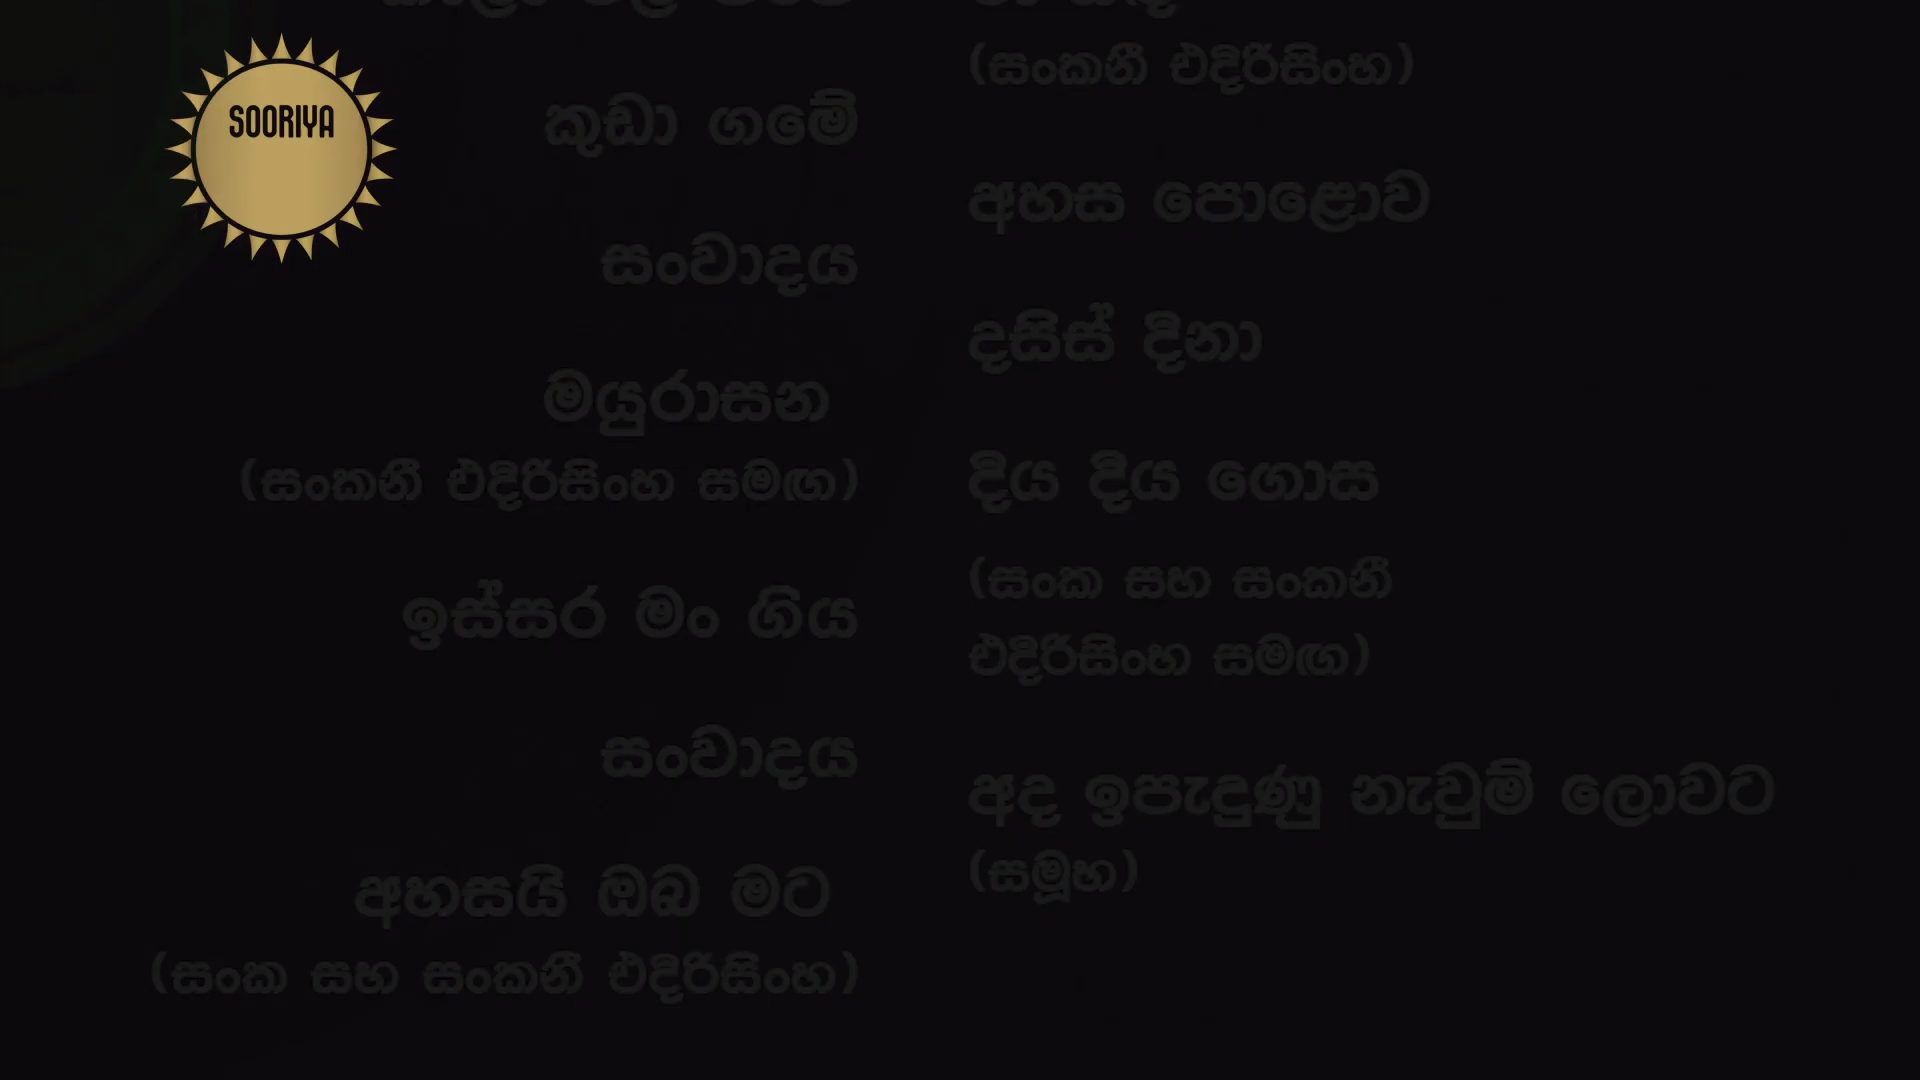 SOORIYA
කුඩා ගමේ
සංවාදය
මයුරාසන
(සංකනී එදිරිසිංහ සමඟ)
ඉස්සර මං ගිය
සංවාදය
අහසයි ඔබ මට
(සංක සහ සංකනී එදිරිසිංහ)
(සංකනී එදිරිසිංහ)
අහස පොළොව
දසිස් දිනා
දිය දිය ගොස
(සංක සහ සංකනී
එදිරිසිංහ සමඟ)
අද ඉපැදුණු නැවුම් ලොවට
(සමූහ)